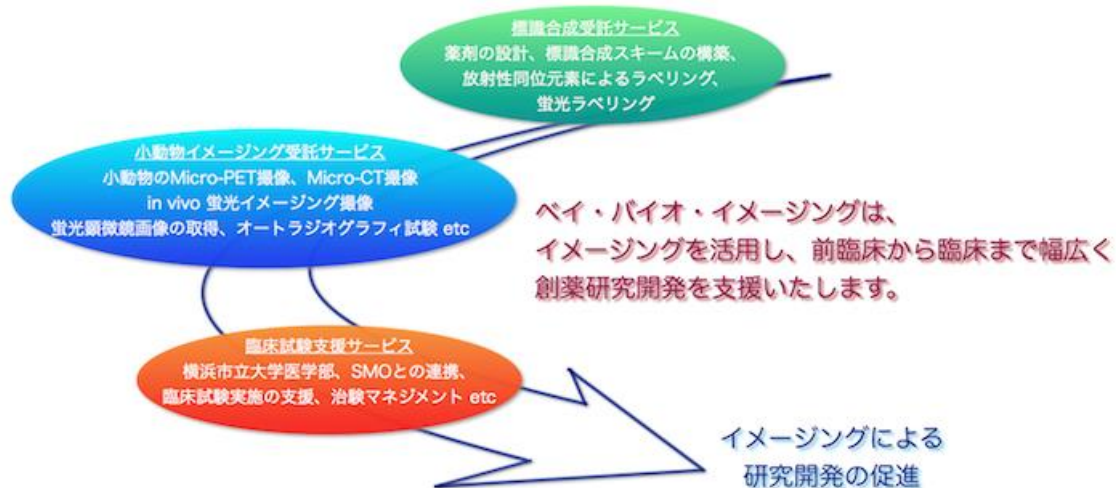 標識合成受託サービス
薬剤の設計、標識合成スキームの構築、
放射性同位元素によるラベリング、
蛍光ラベリング
小動物イメージング受託サービス
小動物のMicro-PET撮像、Micro-CT撮像
in vivo 蛍光イメージング撮像
蛍光顕微鏡画像の取得、オートラジオグラフィ試験 etc
ベイ・バイオ・イメージングは、
イメージングを活用し、前臨床から臨床まで幅広く
創薬研究開発を支援いたします。
臨床試験支援サービス
横浜市立大学医学部、SMOとの連携、
臨床試験実施の支援、治験マネジメント etc
イメージングによる
研究開発の促進